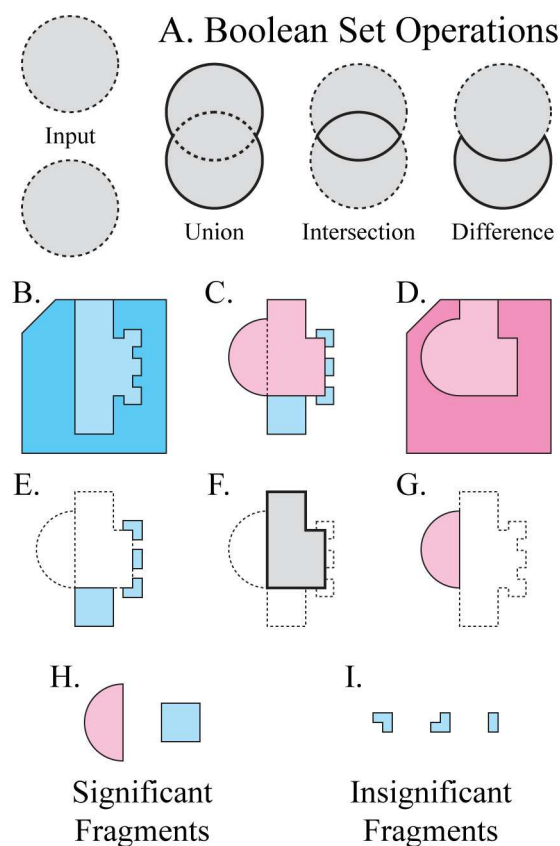 A. Boolean Set Operations
Input
Union
Intersection
Difference
B.
C.
D.
E.
F.
G.
H.
I.
Significant
Fragments
Insignificant
Fragments